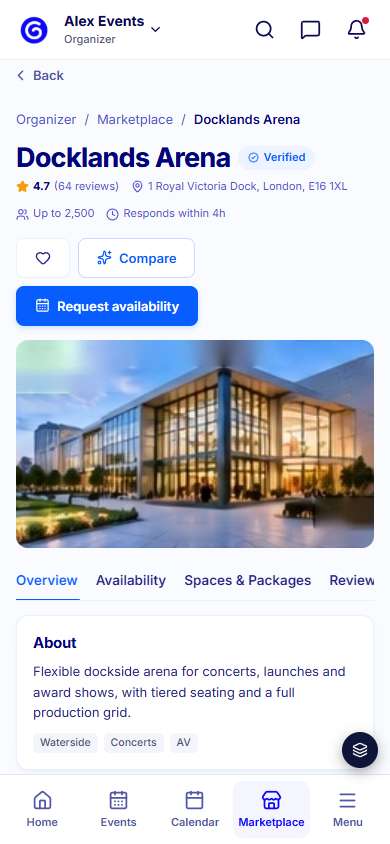 Alex Events
Organizer
Back
Organizer / Marketplace / Docklands Arena
Docklands Arena Verified
4.7 (64 reviews) 1 Royal Victoria Dock, London, E16 1XL
Up to 2,500 Responds within 4h
Compare
Request availability
Overview Availability Spaces & Packages Review
About
Flexible dockside arena for concerts, launches and
award shows, with tiered seating and a full
production grid.
Waterside Concerts AV
Home Events Calendar Marketplace Menu